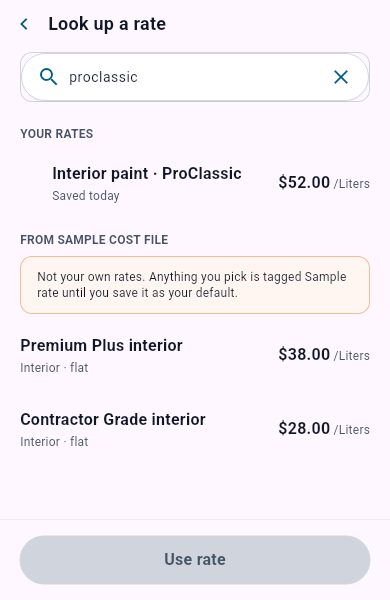 Look up a rate
proclassic
YOUR RATES
Interior paint · ProClassic
$52.00 /Liters
Saved today
FROM SAMPLE COST FILE
Not your own rates. Anything you pick is tagged Sample
rate until you save it as your default.
Premium Plus interior
$38.00 /Liters
Interior · flat
Contractor Grade interior
$28.00 /Liters
Interior · flat
Use rate